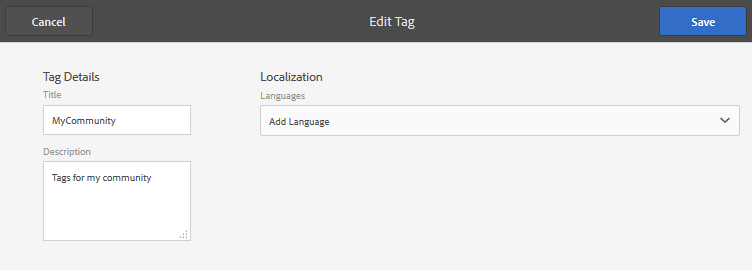 Cancel
Edit Tag
Save
Tag Details
Title
MyCommunity
Description
Tags for my community
Localization
Languages
Add Language